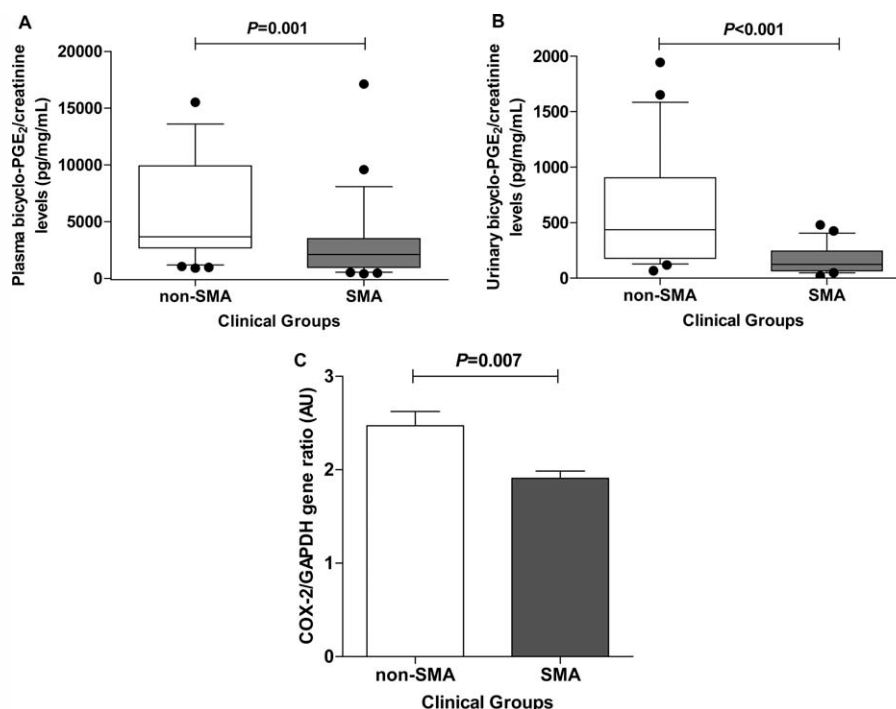 A
P=0.001
Plasma bicyclo-PGE₂/creatinine
levels (pg/mg/mL)
20000
15000
10000
5000
0
non-SMA SMA
Clinical Groups
B
P<0.001
Urinary bicyclo-PGE₂/creatinine
levels (pg/mg/mL)
2000
1500
1000
500
0
non-SMA SMA
Clinical Groups
C
P=0.007
COX-2/GAPDH gene ratio (AU)
3
2
1
0
non-SMA SMA
Clinical Groups